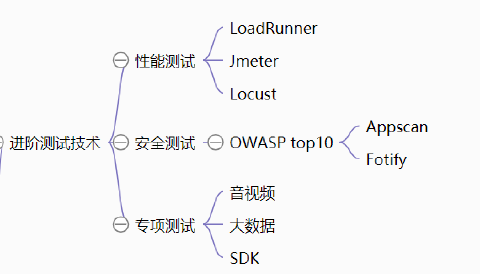 进阶测试技术
性能测试
LoadRunner
Jmeter
Locust
安全测试
OWASP top10
Appscan
Fotify
专项测试
音视频
大数据
SDK